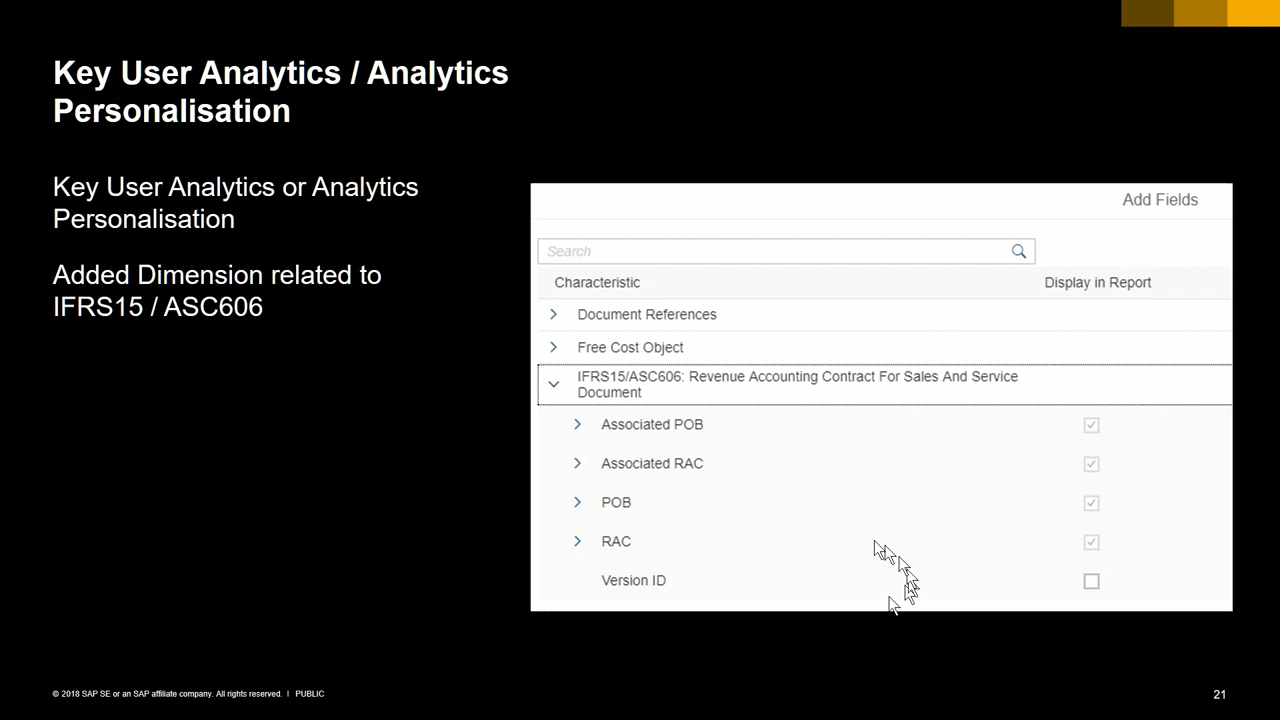 Key User Analytics / Analytics
Personalisation
Key User Analytics or Analytics
Personalisation
Added Dimension related to
IFRS15 / ASC606
Add Fields
Search
Characteristic Display in Report
Document References
Free Cost Object
IFRS15/ASC606: Revenue Accounting Contract For Sales And Service
Document
Associated POB
Associated RAC
POB
RAC
Version ID
© 2018 SAP SE or an SAP affiliate company. All rights reserved. | PUBLIC
21